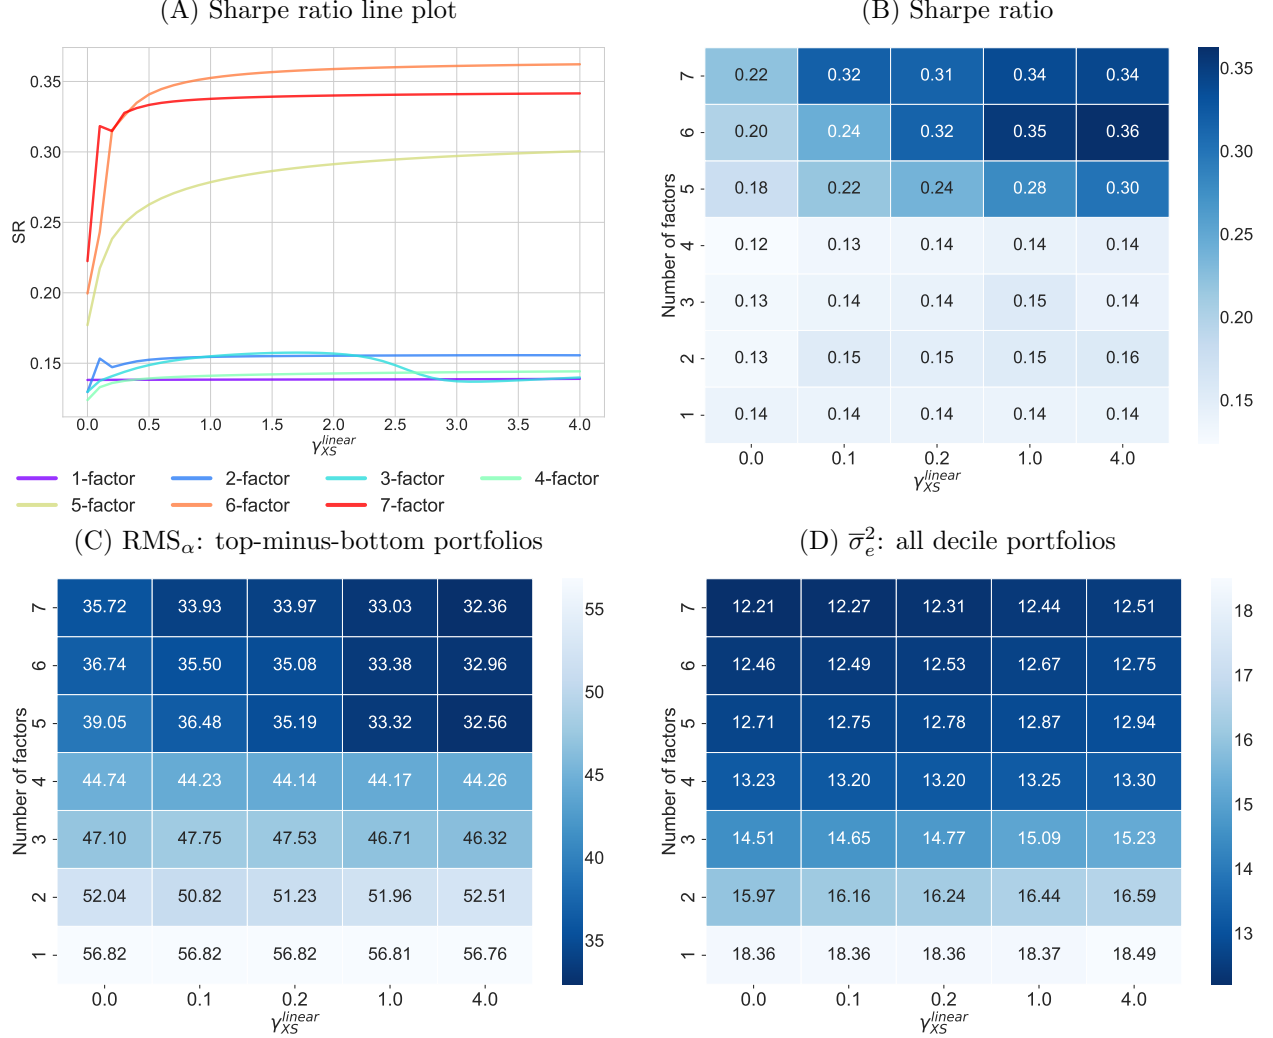 (A) Sharpe ratio line plot
SR
0.35
0.30
0.25
0.20
0.15
0.0 0.5 1.0 1.5 2.0 2.5 3.0 3.5 4.0
γ_XS^linear
1-factor 2-factor 3-factor 4-factor
5-factor 6-factor 7-factor
(B) Sharpe ratio
Number of factors
7 0.22 0.32 0.31 0.34 0.34
6 0.20 0.24 0.32 0.35 0.36
5 0.18 0.22 0.24 0.28 0.30
4 0.12 0.13 0.14 0.14 0.14
3 0.13 0.14 0.14 0.15 0.14
2 0.13 0.15 0.15 0.15 0.16
1 0.14 0.14 0.14 0.14 0.14
0.0 0.1 0.2 1.0 4.0
γ_XS^linear
0.35
0.30
0.25
0.20
0.15
(C) RMS_α: top-minus-bottom portfolios
Number of factors
7 35.72 33.93 33.97 33.03 32.36
6 36.74 35.50 35.08 33.38 32.96
5 39.05 36.48 35.19 33.32 32.56
4 44.74 44.23 44.14 44.17 44.26
3 47.10 47.75 47.53 46.71 46.32
2 52.04 50.82 51.23 51.96 52.51
1 56.82 56.82 56.82 56.81 56.76
0.0 0.1 0.2 1.0 4.0
γ_XS^linear
55
50
45
40
35
(D) σ̅_e^2: all decile portfolios
Number of factors
7 12.21 12.27 12.31 12.44 12.51
6 12.46 12.49 12.53 12.67 12.75
5 12.71 12.75 12.78 12.87 12.94
4 13.23 13.20 13.20 13.25 13.30
3 14.51 14.65 14.77 15.09 15.23
2 15.97 16.16 16.24 16.44 16.59
1 18.36 18.36 18.36 18.37 18.49
0.0 0.1 0.2 1.0 4.0
γ_XS^linear
18
17
16
15
14
13